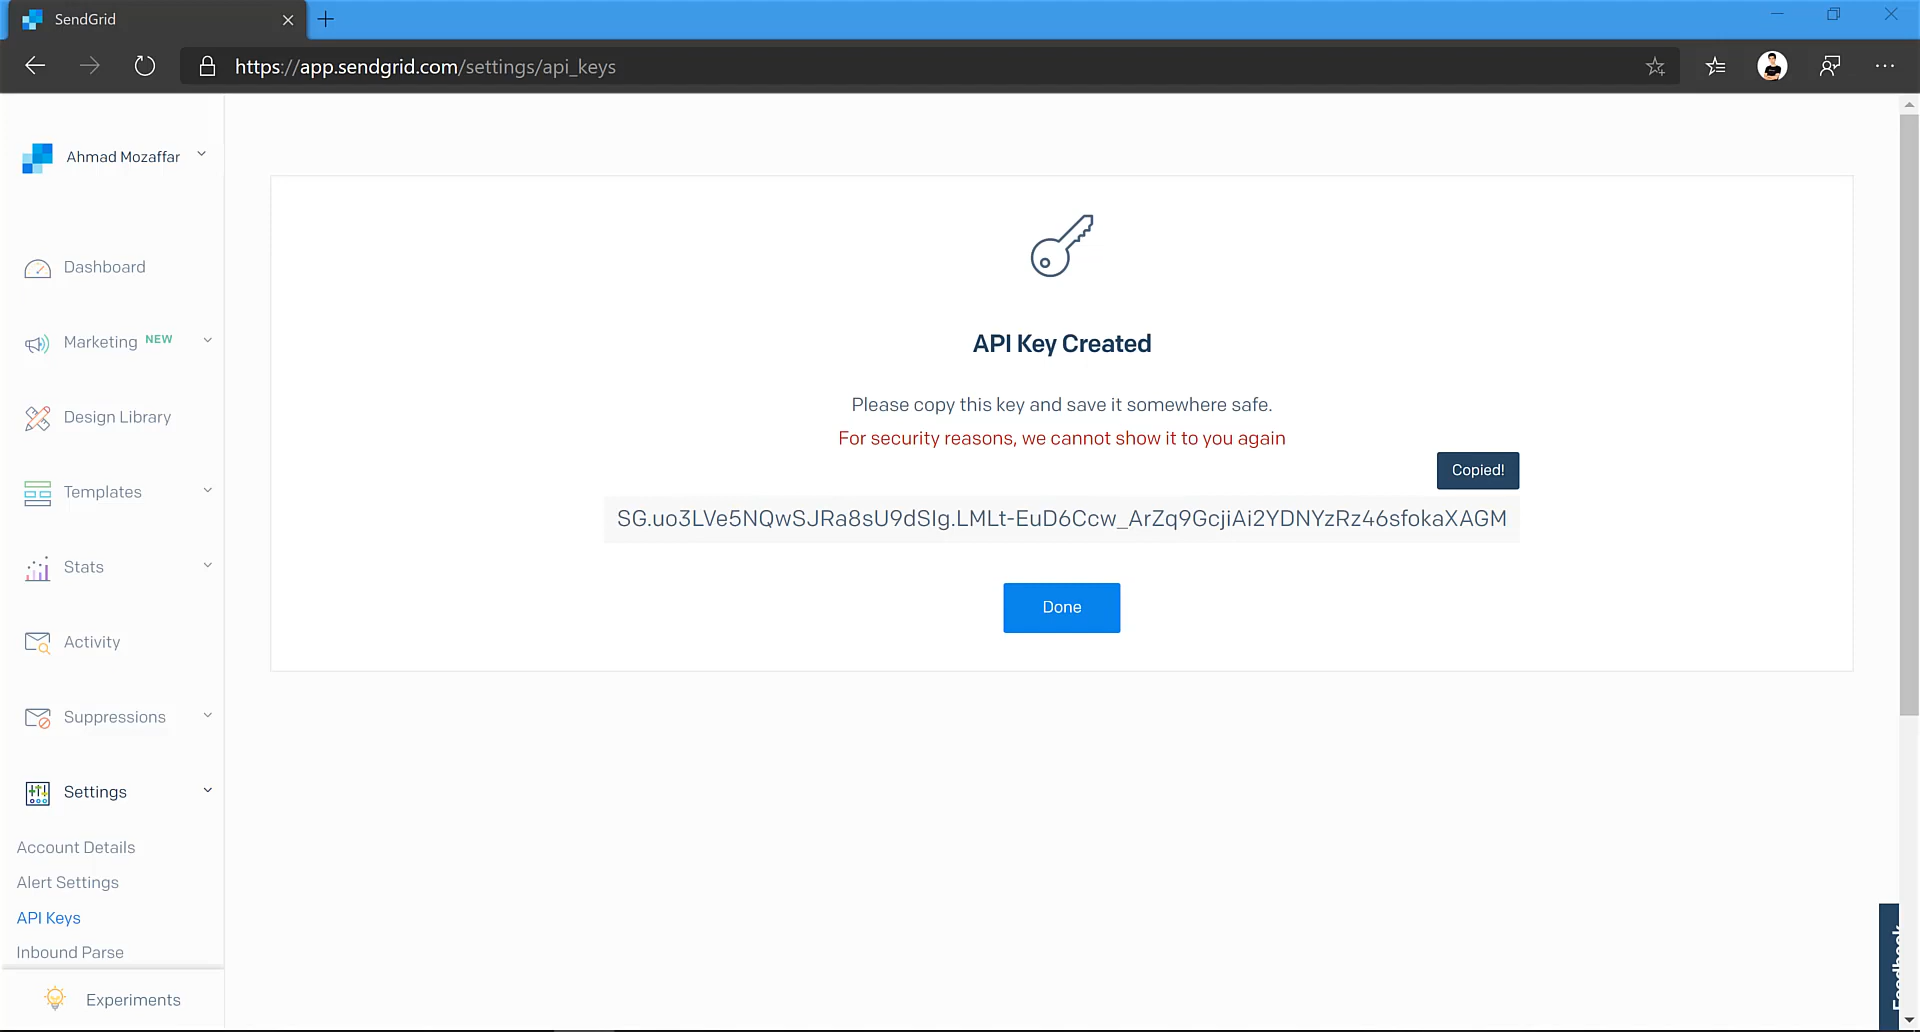 SendGrid
https://app.sendgrid.com/settings/api_keys
Ahmad Mozaffar
Dashboard
Marketing NEW
Design Library
Templates
Stats
Activity
Suppressions
Settings
Account Details
Alert Settings
API Keys
Inbound Parse
Experiments
API Key Created
Please copy this key and save it somewhere safe.
For security reasons, we cannot show it to you again
Copied!
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
Done
Feedback